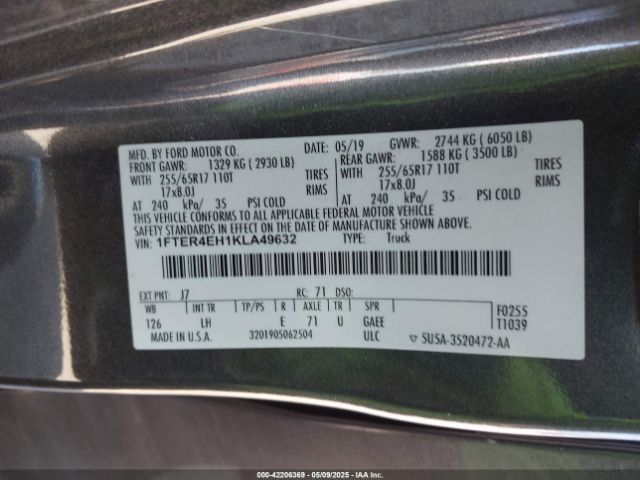 MFD. BY FORD MOTOR CO. DATE: 05/19 GVWR: 2744 KG ( 6050 LB)
FRONT GAWR: 1329 KG ( 2930 LB) REAR GAWR: 1588 KG ( 3500 LB)
WITH 255/65R17 110T TIRES WITH 255/65R17 110T TIRES
17x8.0J RIMS 17x8.0J RIMS
AT 240 kPa/ 35 PSI COLD AT 240 kPa/ 35 PSI COLD
THIS VEHICLE CONFORMS TO ALL APPLICABLE FEDERAL MOTOR VEHICLE
SAFETY STANDARDS IN EFFECT ON THE DATE OF MANUFACTURE SHOWN ABOVE.
VIN: 1FTER4EH1KLA49632 TYPE: Truck
EXT PNT: J7 RC: 71 DSO: F0255
WB INT TR TP/PS R AXLE TR SPR T1039
126 LH E 71 U GAEE
MADE IN U.S.A. 3201905062504 ULC ▽ SU5A-3520472-AA
000-42206369 - 05/09/2025 - IAAI.com Inc.